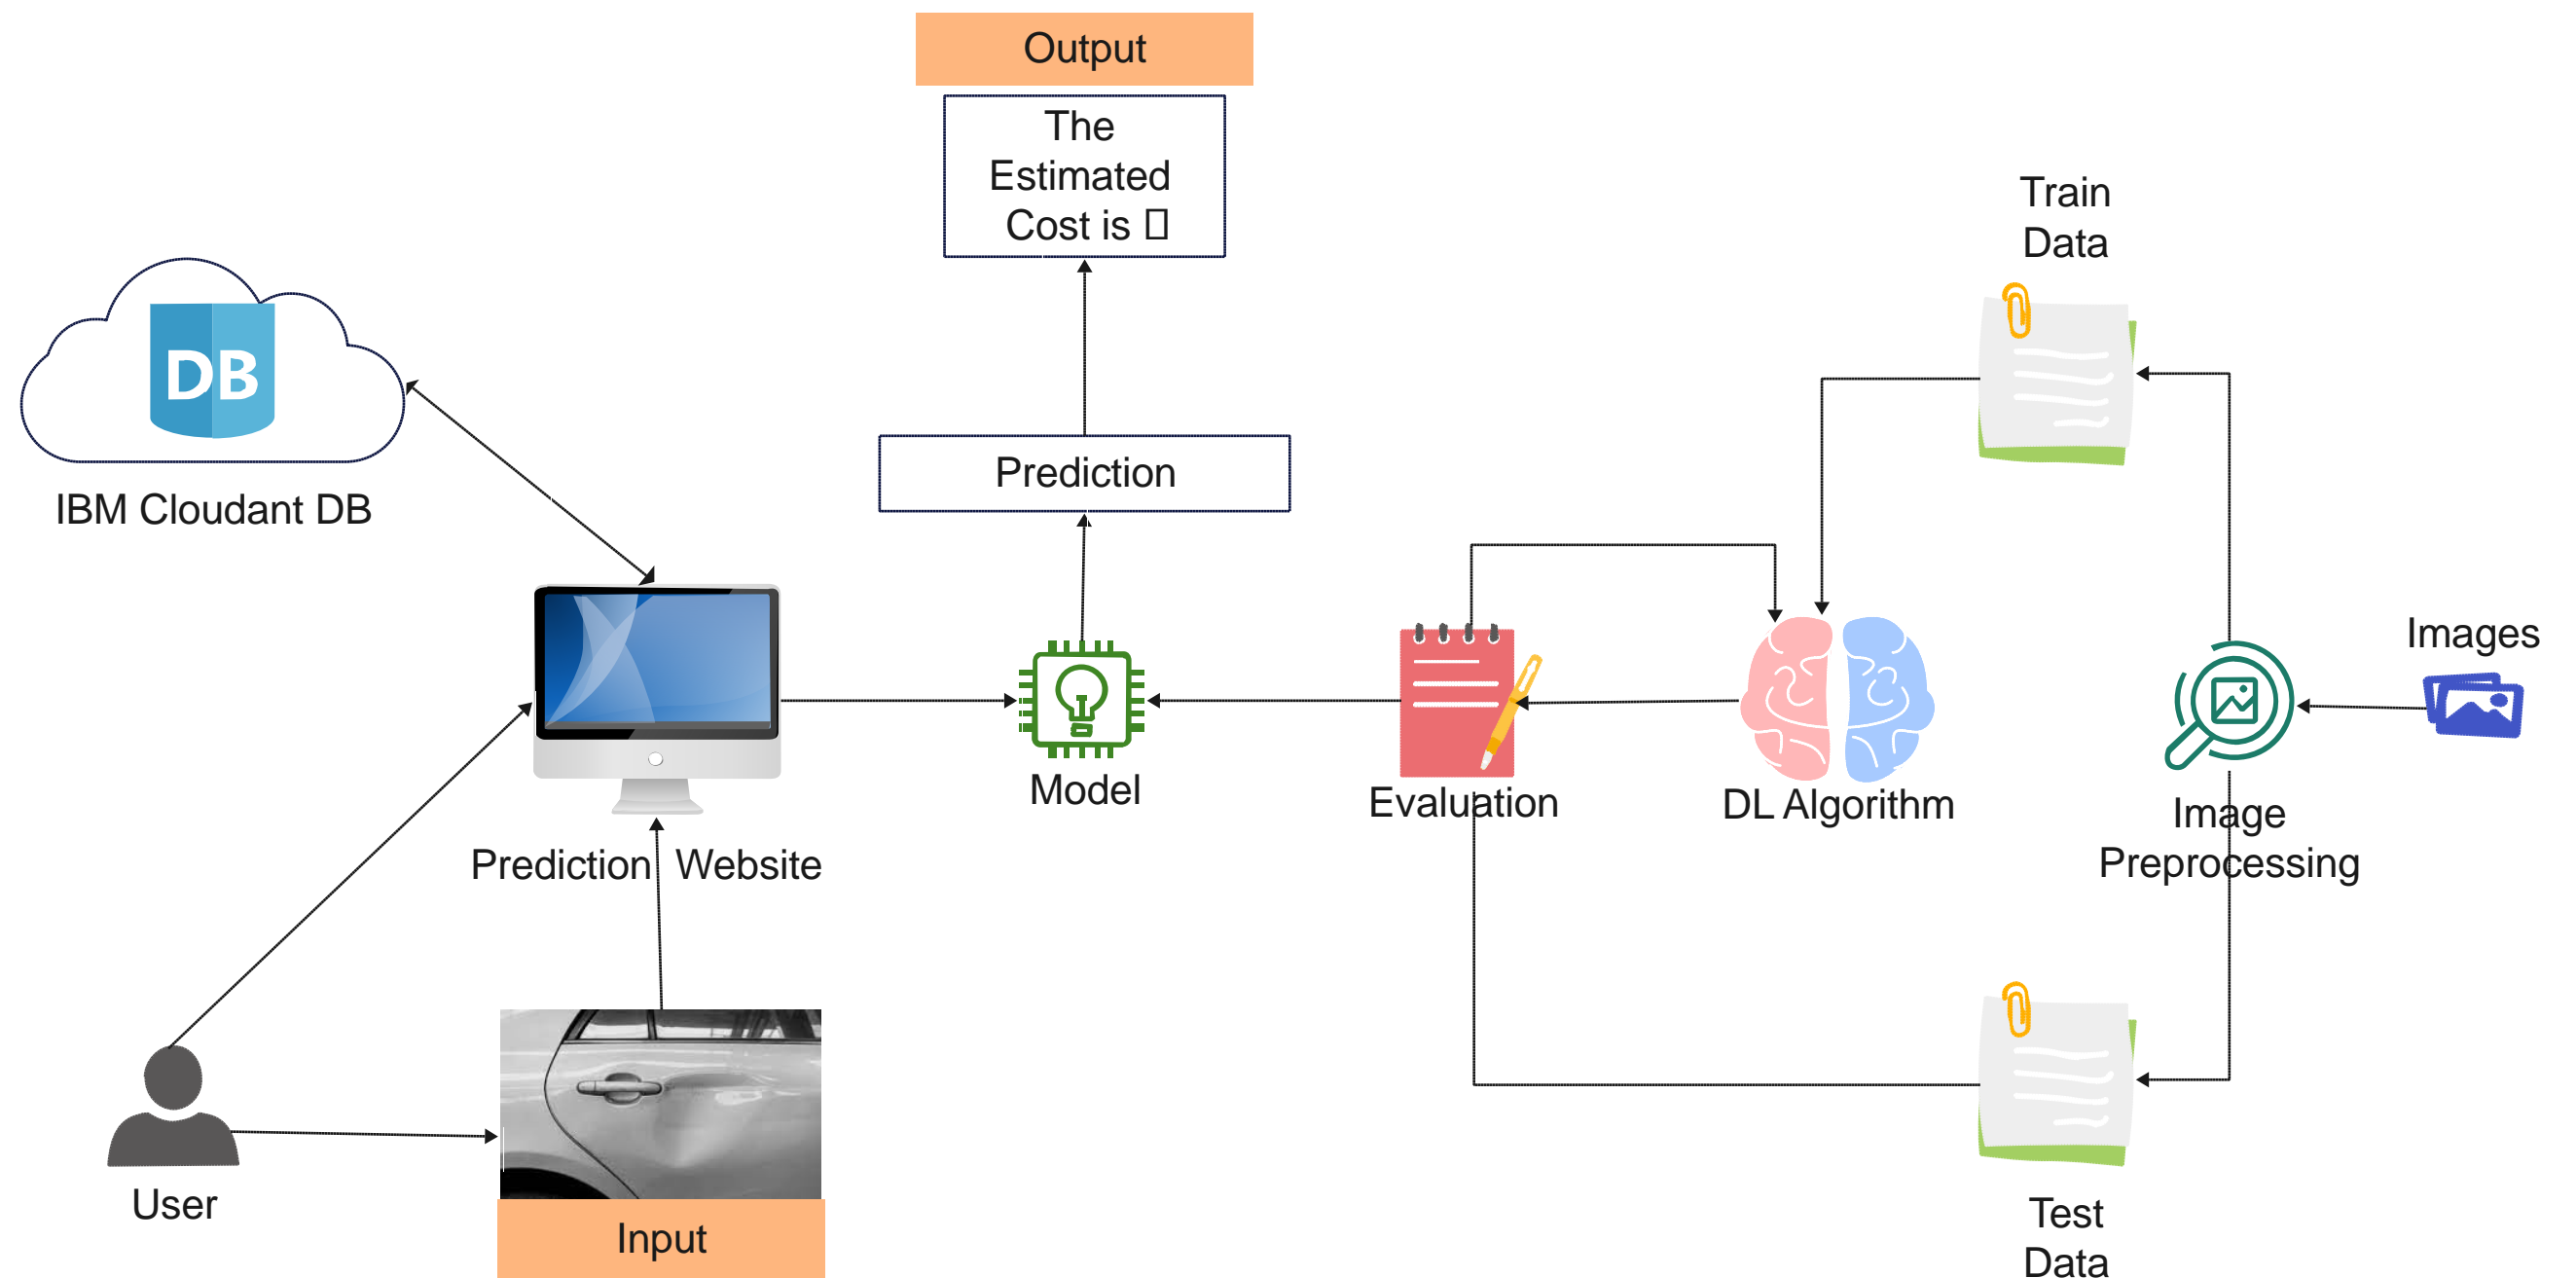 Output
The
Estimated
Cost is
Train
Data
DB
IBM Cloudant DB
Prediction
Images
Model
Evaluation
DL Algorithm
Image
Preprocessing
Prediction Website
User
Input
Test
Data